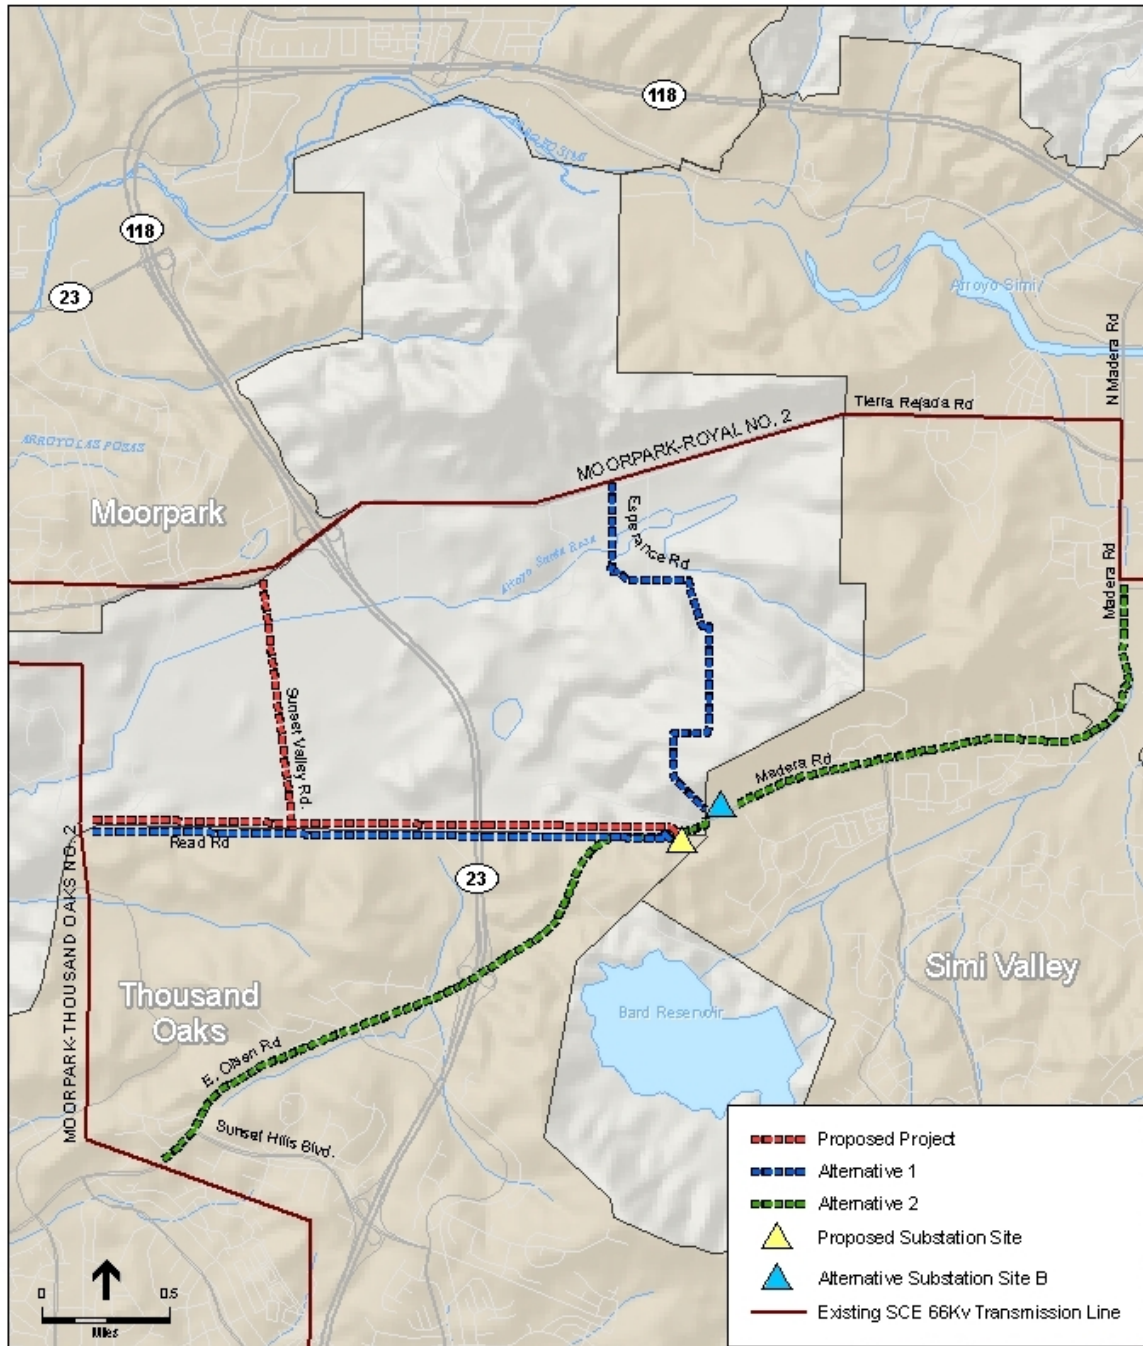 118
ARROYO SIMI
118
23
Arroyo Simi
N Madera Rd
Tierra Rejada Rd
MOORPARK-ROYAL NO. 2
ARROYO LAS POSAS
Moorpark
Esperance Rd
Arroyo Santa Rosa
Madera Rd
Sunset Valley Rd.
Madera Rd
Read Rd
MOORPARK-THOUSAND OAKS NO. 2
23
Simi Valley
Thousand
Oaks
Bard Reservoir
E. Olsen Rd
Sunset Hills Blvd.
Proposed Project
Alternative 1
Alternative 2
Proposed Substation Site
Alternative Substation Site B
Existing SCE 66Kv Transmission Line
0 0.5
Miles